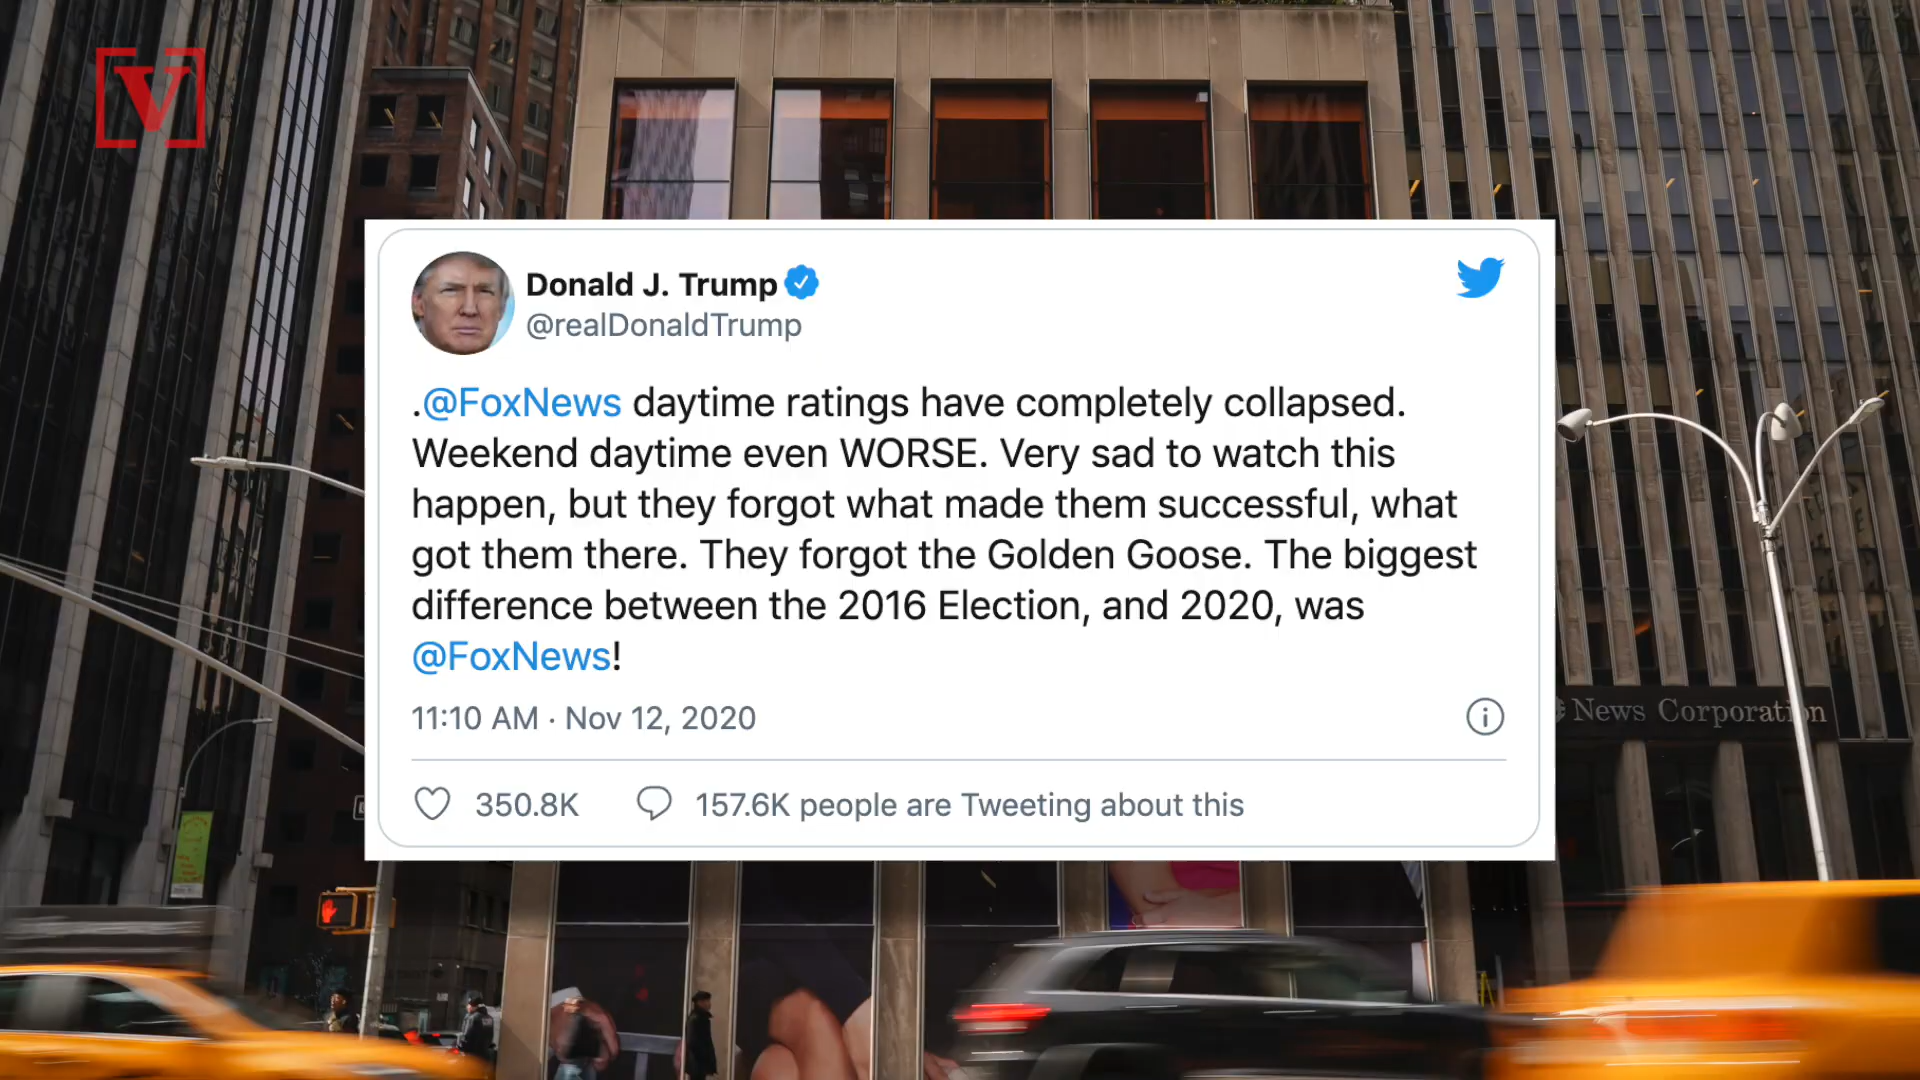 V
Donald J. Trump
@realDonaldTrump
.@FoxNews daytime ratings have completely collapsed.
Weekend daytime even WORSE. Very sad to watch this
happen, but they forgot what made them successful, what
got them there. They forgot the Golden Goose. The biggest
difference between the 2016 Election, and 2020, was
@FoxNews!
11:10 AM · Nov 12, 2020
News Corporation
350.8K 157.6K people are Tweeting about this